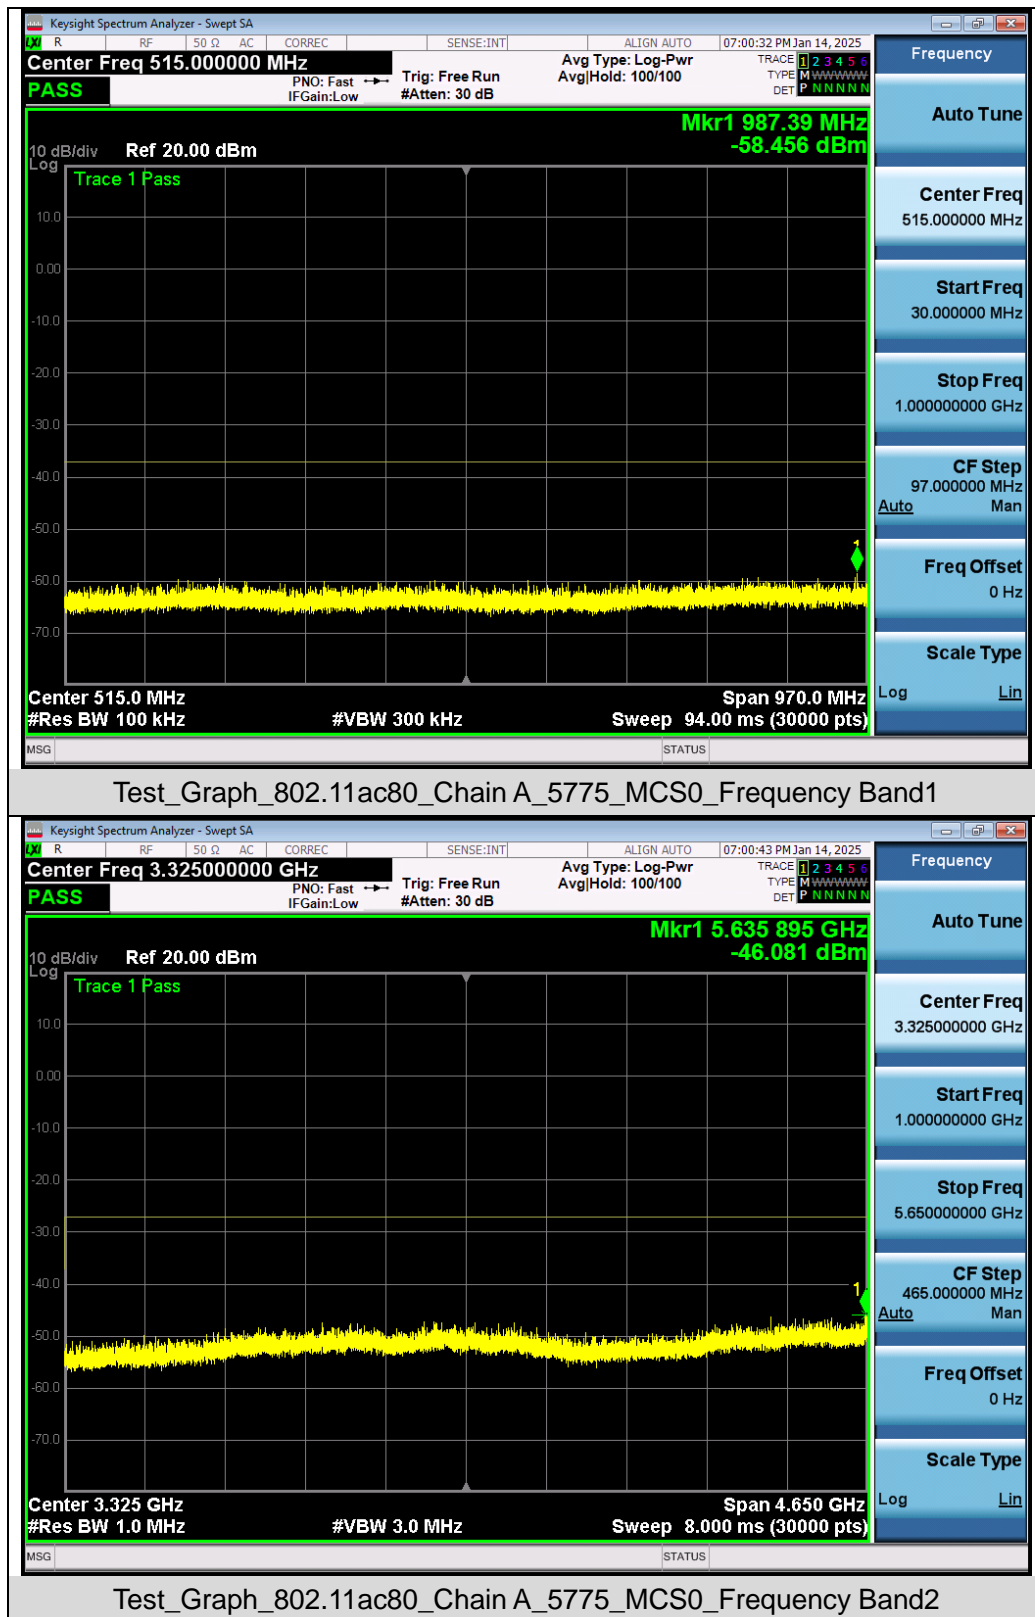 Keysight Spectrum Analyzer - Swept SA
LXI R RF 50 Ω AC CORREC SENSE:INT ALIGN AUTO 07:00:32 PM Jan 14, 2025
Center Freq 515.000000 MHz
PASS
PNO: Fast
IFGain:Low
Trig: Free Run
#Atten: 30 dB
Avg Type: Log-Pwr
Avg|Hold: 100/100
TRACE 1 2 3 4 5 6
TYPE M WWWWW
DET P N N N N N
Mkr1 987.39 MHz
-58.456 dBm
10 dB/div Ref 20.00 dBm
Log
Trace 1 Pass
10.0
0.00
-10.0
-20.0
-30.0
-40.0
-50.0
-60.0
-70.0
1
Center 515.0 MHz Span 970.0 MHz
#Res BW 100 kHz #VBW 300 kHz Sweep 94.00 ms (30000 pts)
MSG STATUS
Frequency
Auto Tune
Center Freq
515.000000 MHz
Start Freq
30.000000 MHz
Stop Freq
1.000000000 GHz
CF Step
97.000000 MHz
Auto Man
Freq Offset
0 Hz
Scale Type
Log Lin
Test_Graph_802.11ac80_Chain A_5775_MCS0_Frequency Band1
Keysight Spectrum Analyzer - Swept SA
LXI R RF 50 Ω AC CORREC SENSE:INT ALIGN AUTO 07:00:43 PM Jan 14, 2025
Center Freq 3.325000000 GHz
PASS
PNO: Fast
IFGain:Low
Trig: Free Run
#Atten: 30 dB
Avg Type: Log-Pwr
Avg|Hold: 100/100
TRACE 1 2 3 4 5 6
TYPE M WWWWW
DET P N N N N N
Mkr1 5.635 895 GHz
-46.081 dBm
10 dB/div Ref 20.00 dBm
Log
Trace 1 Pass
10.0
0.00
-10.0
-20.0
-30.0
-40.0
-50.0
-60.0
-70.0
1
Center 3.325 GHz Span 4.650 GHz
#Res BW 1.0 MHz #VBW 3.0 MHz Sweep 8.000 ms (30000 pts)
MSG STATUS
Frequency
Auto Tune
Center Freq
3.325000000 GHz
Start Freq
1.000000000 GHz
Stop Freq
5.650000000 GHz
CF Step
465.000000 MHz
Auto Man
Freq Offset
0 Hz
Scale Type
Log Lin
Test_Graph_802.11ac80_Chain A_5775_MCS0_Frequency Band2